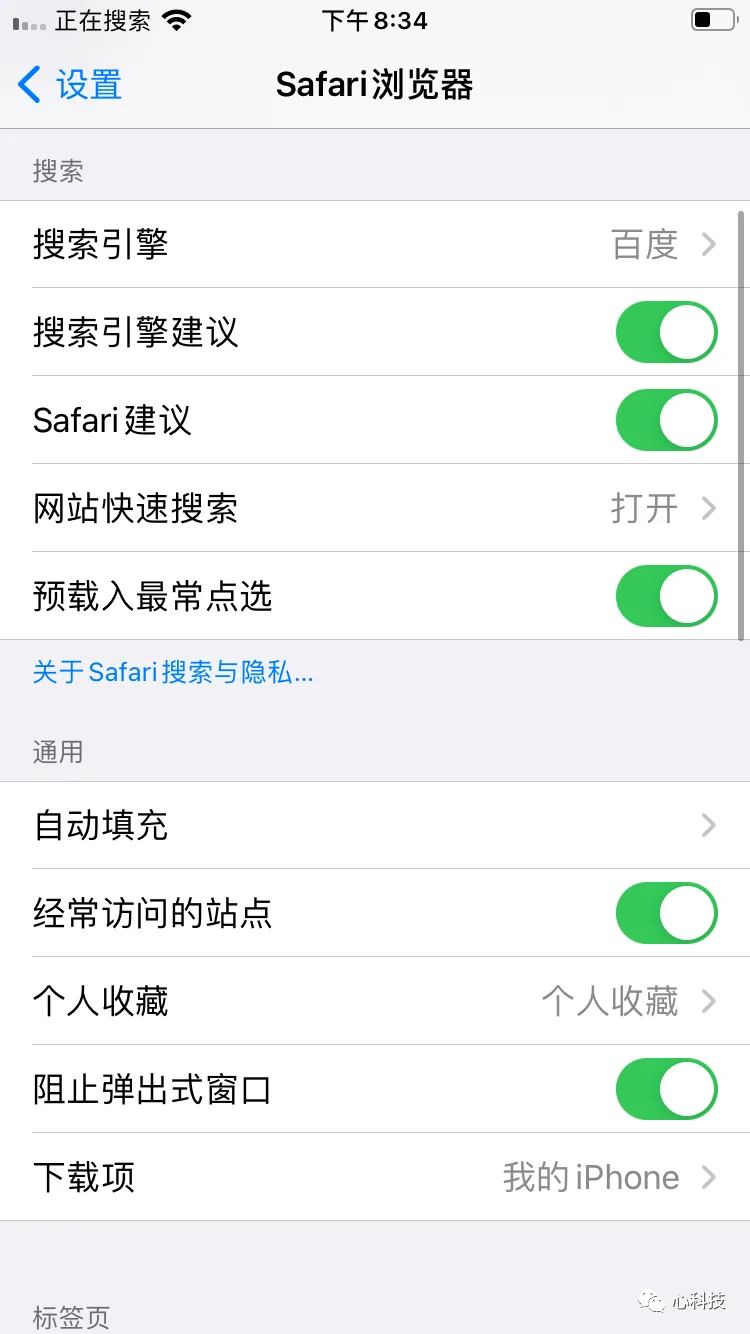 正在搜索 下午8:34
设置 Safari浏览器
搜索
搜索引擎 百度
搜索引擎建议
Safari建议
网站快速搜索 打开
预载入最常点选
关于Safari搜索与隐私...
通用
自动填充
经常访问的站点
个人收藏 个人收藏
阻止弹出式窗口
下载项 我的iPhone
标签页
心科技